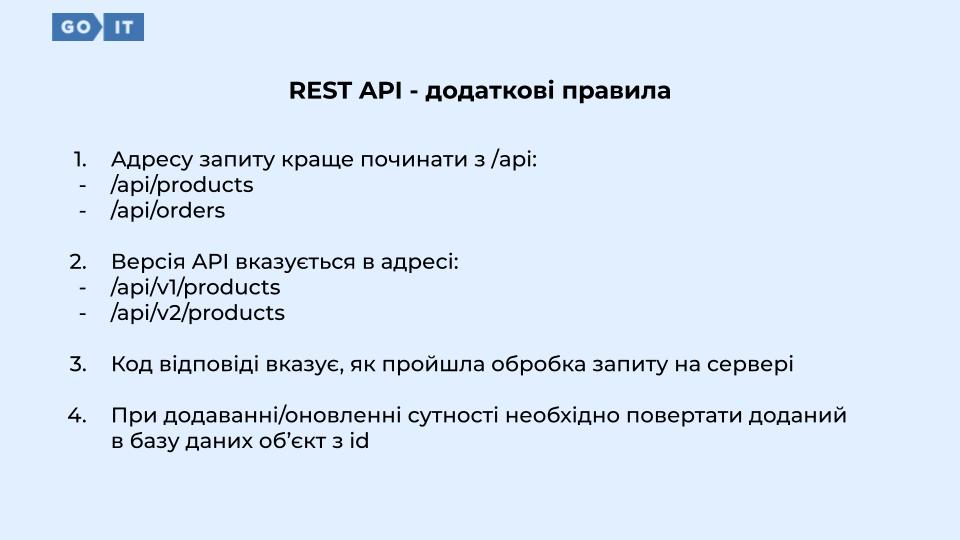 GO IT
REST API - додаткові правила
1. Адресу запиту краще починати з /api:
- /api/products
- /api/orders
2. Версія API вказується в адресі:
- /api/v1/products
- /api/v2/products
3. Код відповіді вказує, як пройшла обробка запиту на сервері
4. При додаванні/оновленні сутності необхідно повертати доданий
в базу даних об’єкт з id